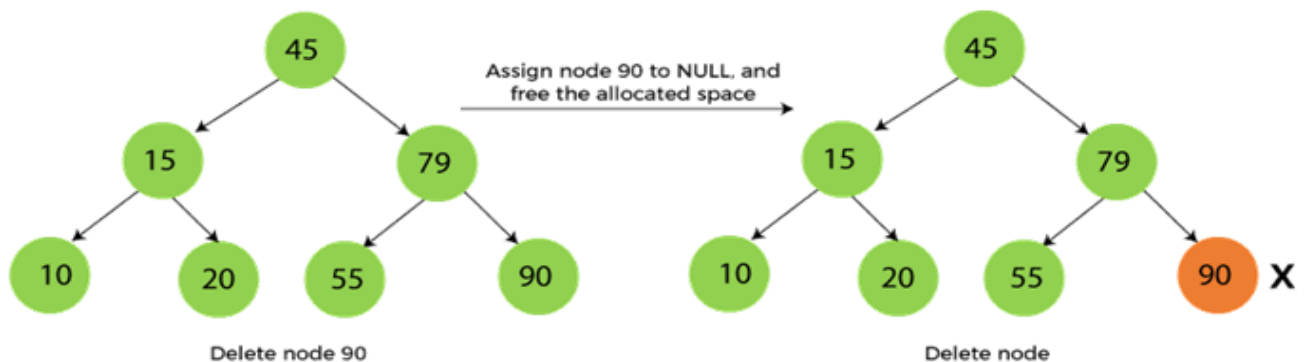 45
45
Assign node 90 to NULL, and
free the allocated space
15
79
15
79
10
20
55
90
10
20
55
90
X
Delete node 90
Delete node